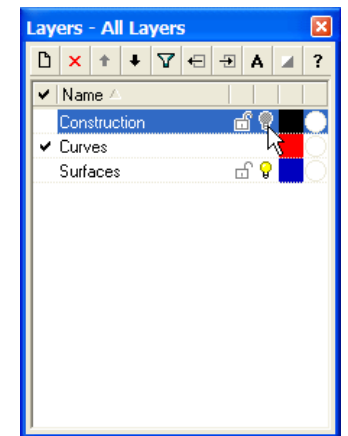 Layers - All Layers
A ?
Name
Construction
Curves
Surfaces